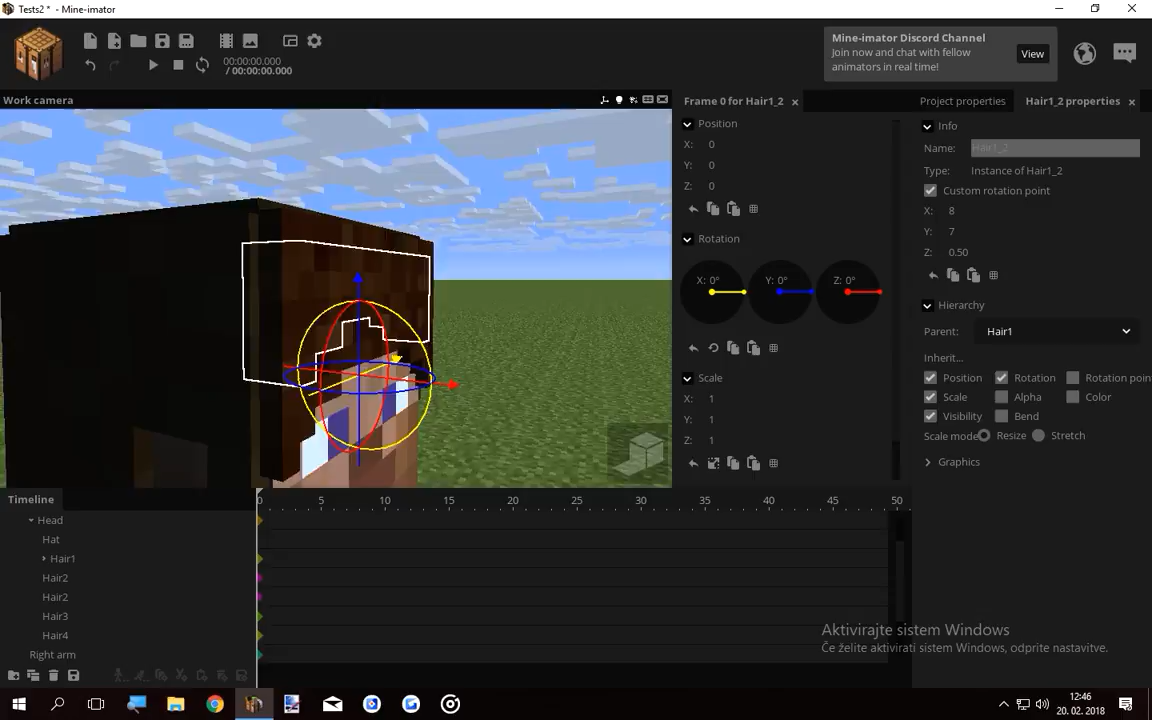 Tests2 * - Mine-imator
00:00:00.000
/ 00:00:00.000
Mine-imator Discord Channel
Join now and chat with fellow
animators in real time!
View
Work camera
Frame 0 for Hair1_2
Project properties
Hair1_2 properties
Position
X: 0
Y: 0
Z: 0
Rotation
X: 0°
Y: 0°
Z: 0°
Scale
X: 1
Y: 1
Z: 1
Info
Name: Hair1_2
Type: Instance of Hair1_2
Custom rotation point
X: 8
Y: 7
Z: 0.50
Hierarchy
Parent: Hair1
Inherit...
Position Rotation Rotation poin
Scale Alpha Color
Visibility Bend
Scale mode Resize Stretch
Graphics
Timeline
0 5 10 15 20 25 30 35 40 45 50
Head
Hat
Hair1
Hair2
Hair2
Hair3
Hair4
Right arm
Aktivirajte sistem Windows
Če želite aktivirati sistem Windows, odprite nastavitve.
12:46
20. 02. 2018